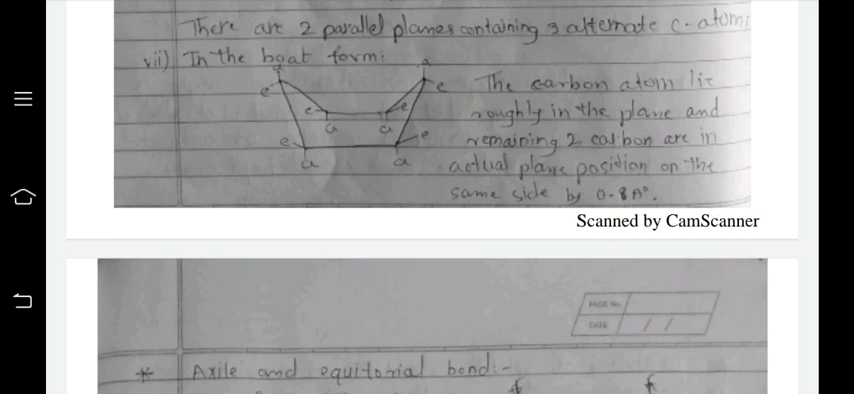 There are 2 parallel planes containing 3 alternate c-atom
vii) In the boat form:
a
a
e
e
The carbon atom lie
e
e
roughly in the plane and
a
a
e
e
remaining 2 carbon are in
a
a
actual plane position on the
same side by 0.8A°.
Scanned by CamScanner
PAGE No.
DATE
/ /
* Axile and equitorial bond:-